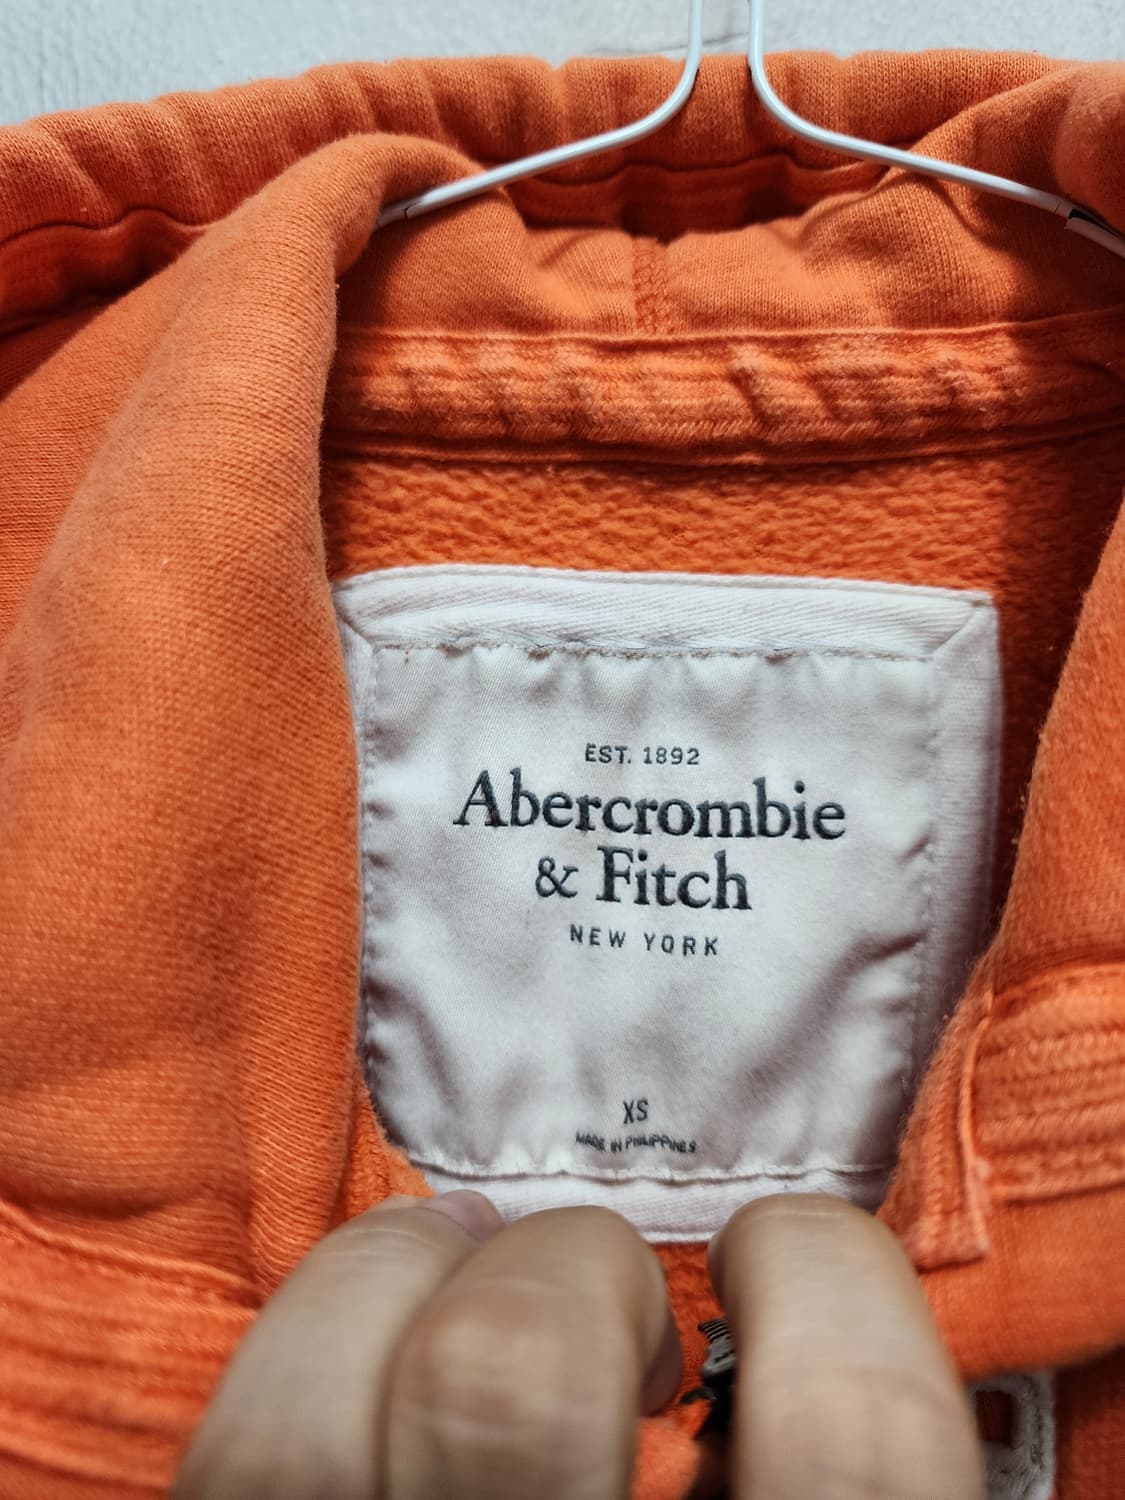 EST. 1892
Abercrombie
& Fitch
NEW YORK
XS
MADE IN PHILIPPINES